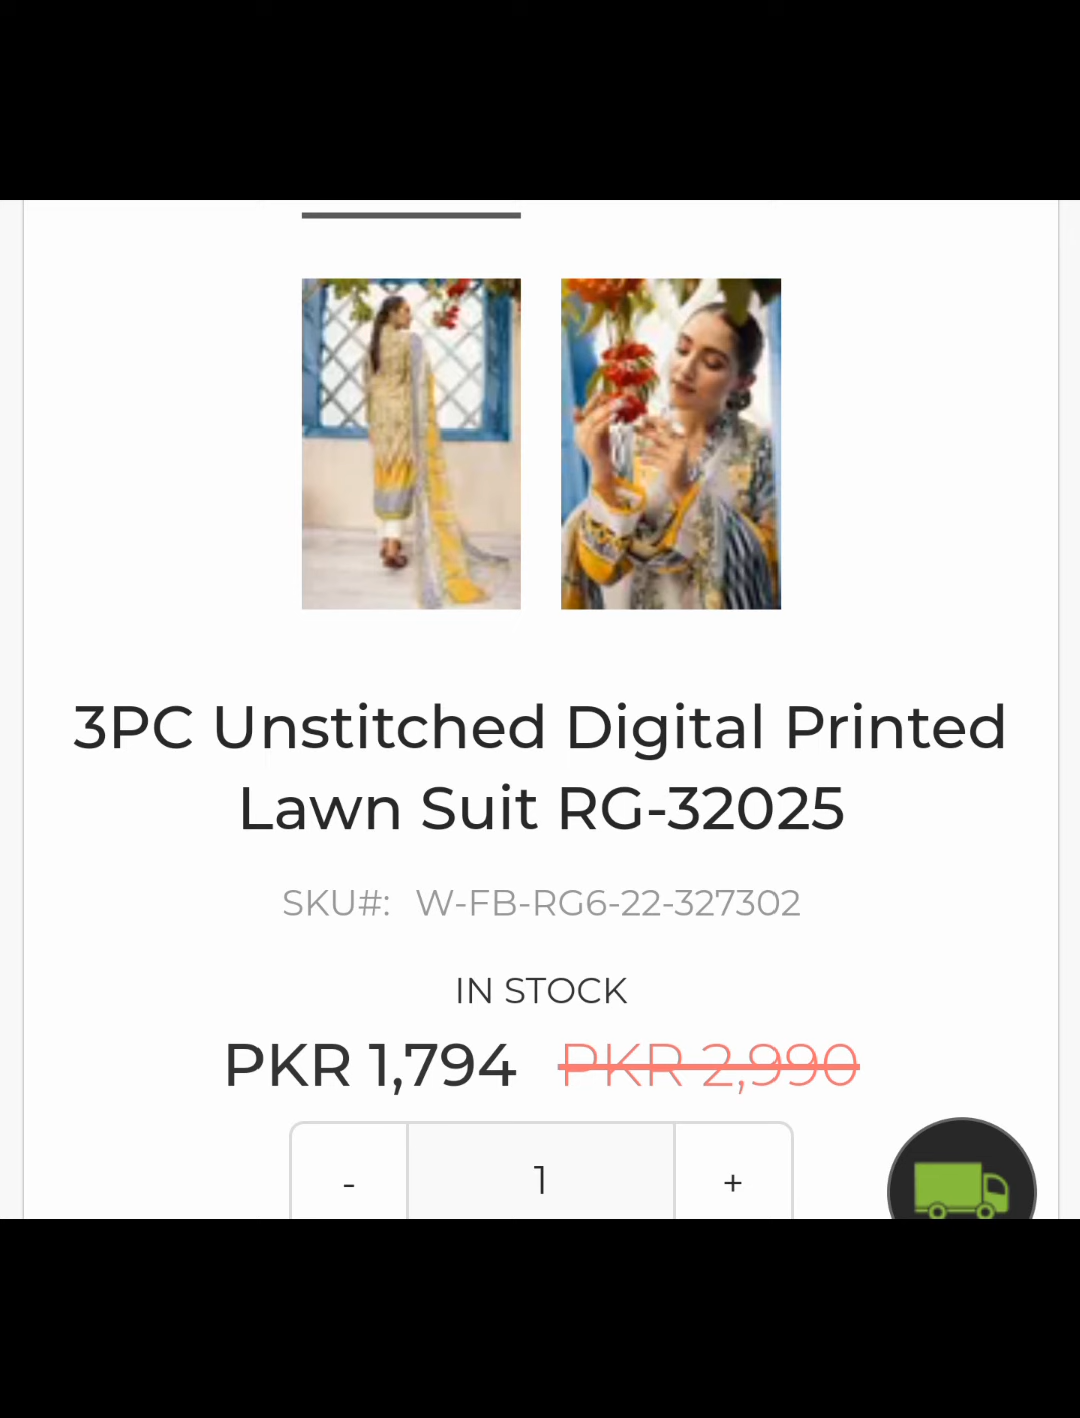 3PC Unstitched Digital Printed
Lawn Suit RG-32025
SKU#: W-FB-RG6-22-327302
IN STOCK
PKR 1,794 PKR 2,990
- 1 +